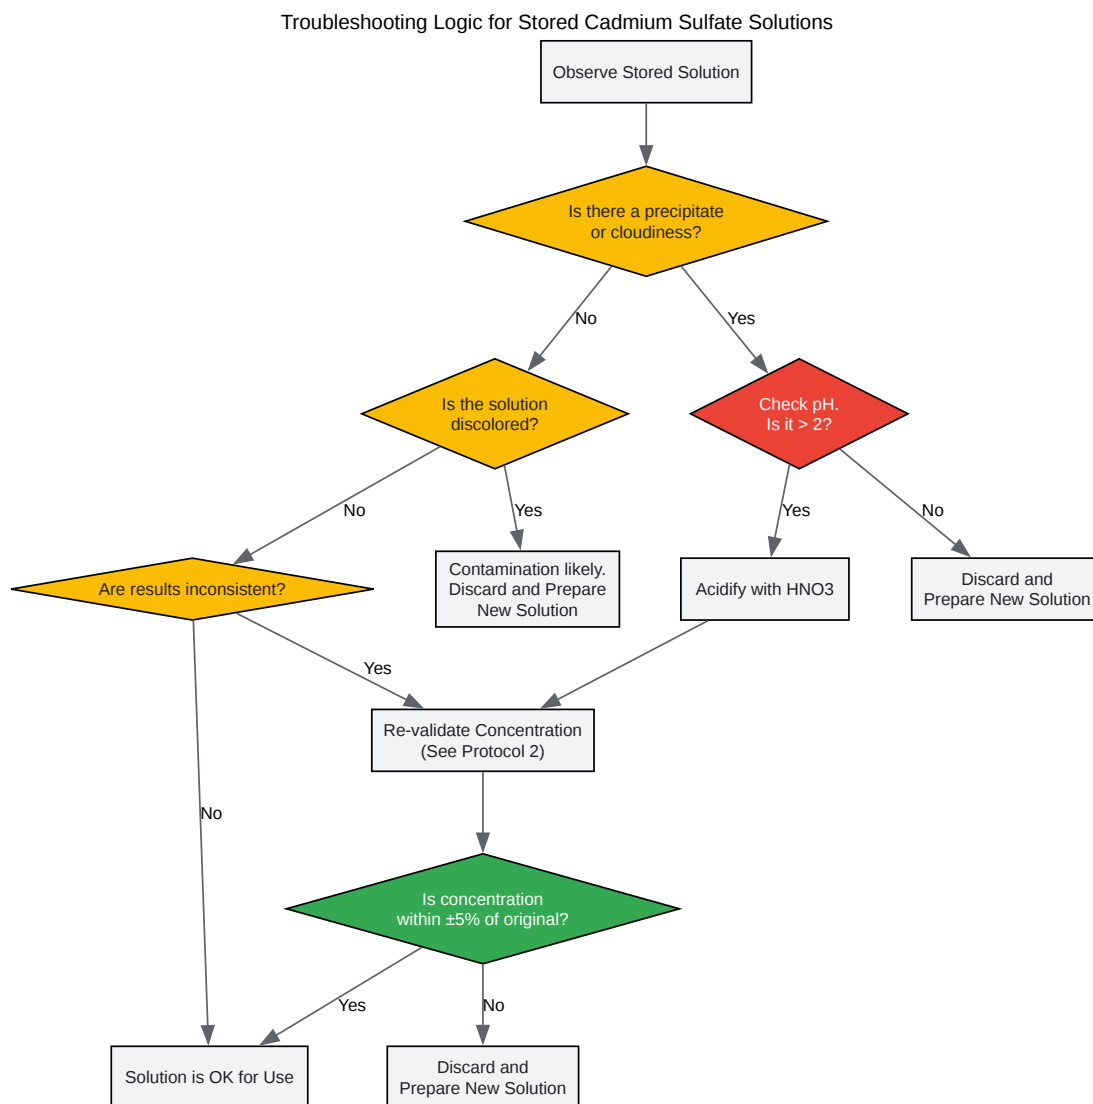 Troubleshooting Logic for Stored Cadmium Sulfate Solutions
Observe Stored Solution
Is there a precipitate
or cloudiness?
No
Yes
Is the solution
discolored?
Check pH.
Is it > 2?
No
Yes
Yes
No
Are results inconsistent?
Contamination likely.
Discard and Prepare
New Solution
Acidify with HNO3
Discard and
Prepare New Solution
Yes
Re-validate Concentration
(See Protocol 2)
No
Is concentration
within ±5% of original?
Yes
No
Solution is OK for Use
Discard and
Prepare New Solution